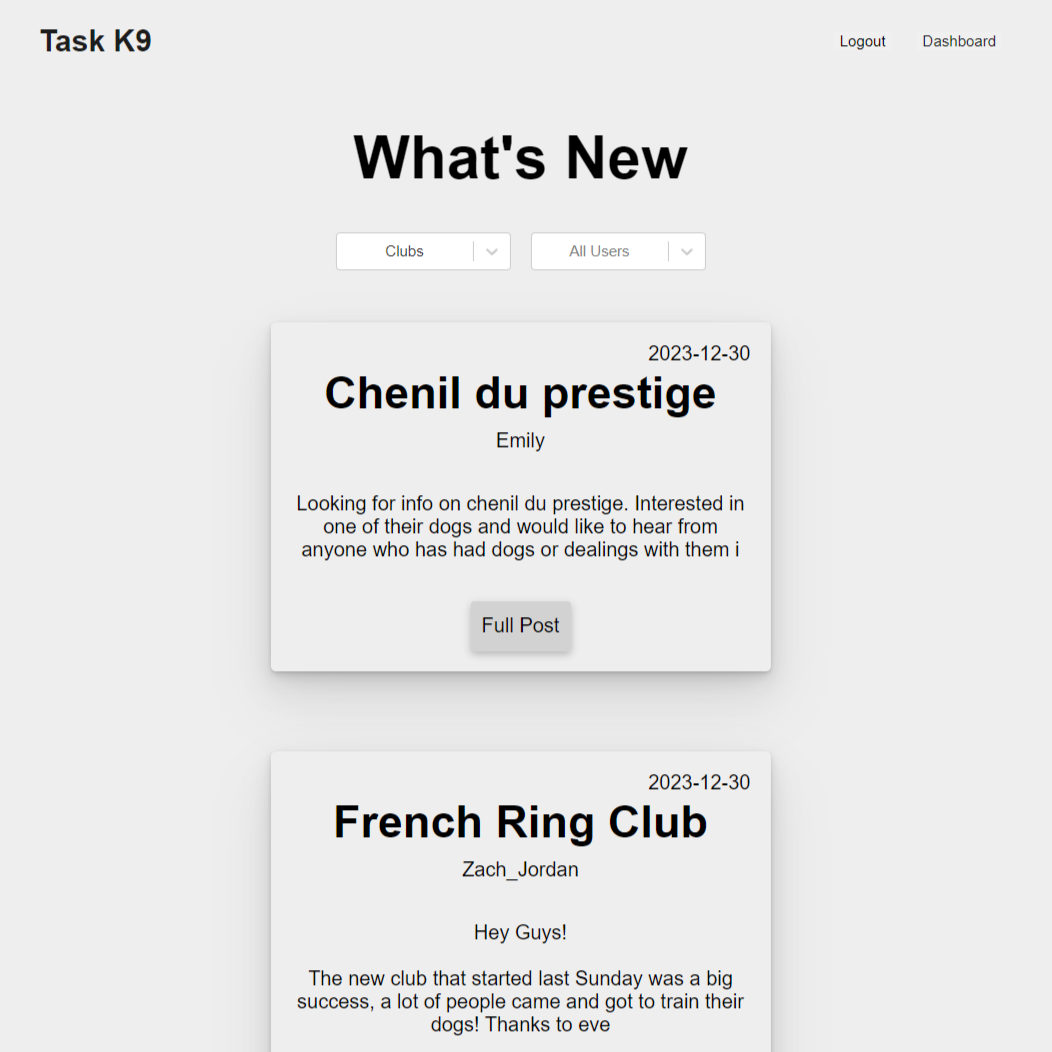 Task K9
Logout Dashboard
What's New
Clubs All Users
2023-12-30
Chenil du prestige
Emily
Looking for info on chenil du prestige. Interested in
one of their dogs and would like to hear from
anyone who has had dogs or dealings with them i
Full Post
2023-12-30
French Ring Club
Zach_Jordan
Hey Guys!
The new club that started last Sunday was a big
success, a lot of people came and got to train their
dogs! Thanks to eve